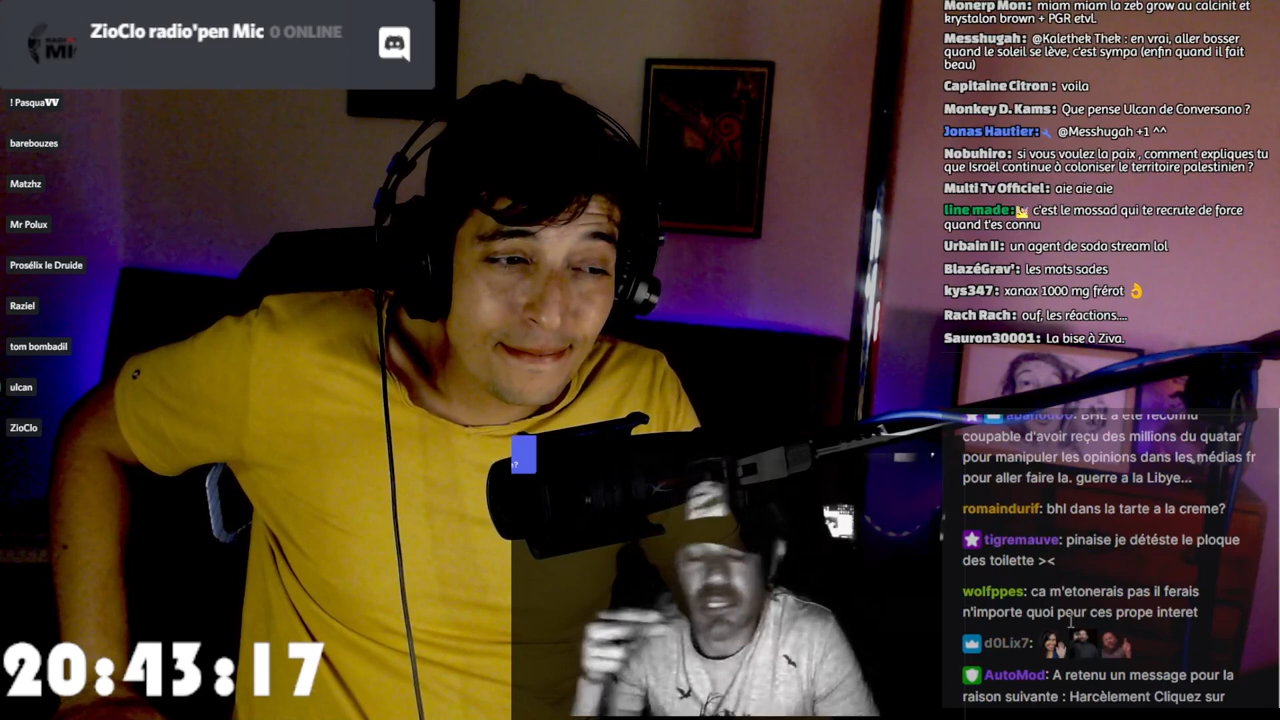 ZioClo radio'pen Mic 0 ONLINE
MI
! PasquaVV
barebouzes
Matzhz
Mr Polux
Prosélix le Druide
Raziel
tom bombadil
ulcan
ZioClo
20:43:17
Monerp Mon: miam miam la zeb grow au calcinit et
krystalon brown + PGR etvl.
Messhugah: @Kalethek Thek : en vrai, aller bosser
quand le soleil se lève, c'est sympa (enfin quand il fait
beau)
Capitaine Citron : voila
Monkey D. Kams: Que pense Ulcan de Conversano ?
Jonas Hautier: @Messhugah +1 ^^
Nobuhiro: si vous voulez la paix , comment expliques tu
que Israël continue à coloniser le territoire palestinien ?
Multi Tv Officiel: aie aie aie
line made: c'est le mossad qui te recrute de force
quand t'es connu
Urbain II: un agent de soda stream lol
BlazéGrav': les mots sades
kys347: xanax 1000 mg frérot 👌
Rach Rach: ouf, les réactions....
Sauron30001: La bise à Ziva.
BHL a été reconnu
coupable d'avoir reçu des millions du quatar
pour manipuler les opinions dans les médias fr
pour aller faire la. guerre a la Libye...
romaindurif: bhl dans la tarte a la creme?
tigremauve: pinaise je détéste le ploque
des toilette ><
wolfppes: ca m'etonerais pas il ferais
n'importe quoi pour ces prope interet
d0Lix7:
AutoMod: A retenu un message pour la
raison suivante : Harcèlement Cliquez sur